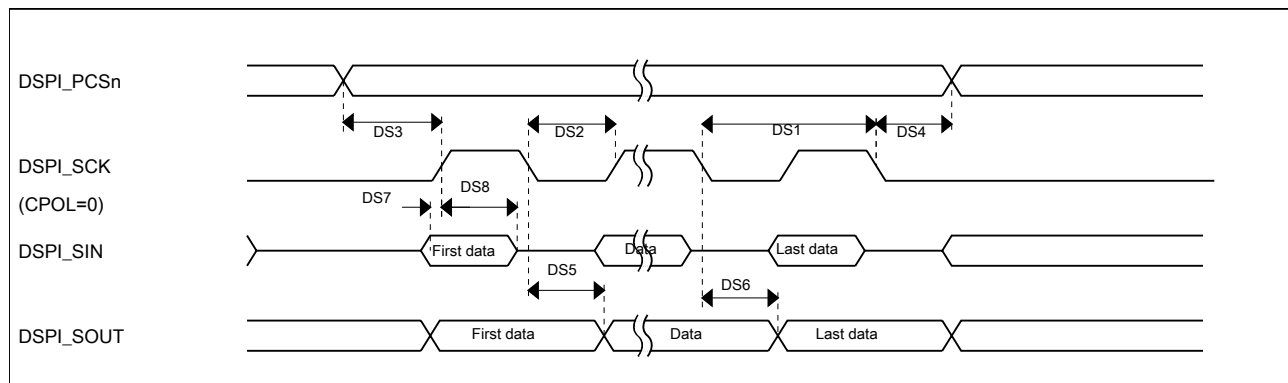 DSPI_PCSn
DS3
DS2
DS1
DS4
DSPI_SCK
(CPOL=0)
DS7
DS8
DSPI_SIN
First data
Data
Last data
DS5
DS6
DSPI_SOUT
First data
Data
Last data